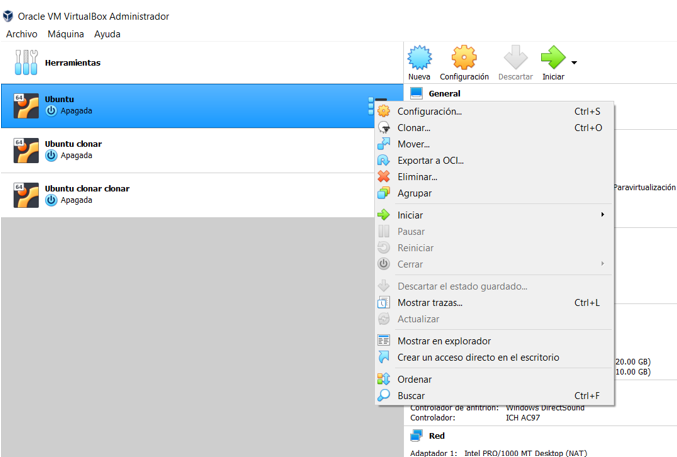 Oracle VM VirtualBox Administrador
Archivo Máquina Ayuda
Herramientas
Nueva Configuración Descartar Iniciar
64 Ubuntu
Apagada
64 Ubuntu clonar
Apagada
64 Ubuntu clonar clonar
Apagada
General
Configuración... Ctrl+S
Clonar... Ctrl+O
Mover...
Exportar a OCI...
Eliminar...
Agrupar
Paravirtualización
Iniciar
Pausar
Reiniciar
Cerrar
Descartar el estado guardado...
Mostrar trazas... Ctrl+L
Actualizar
Mostrar en explorador
Crear un acceso directo en el escritorio
20.00 GB)
10.00 GB)
Ordenar
Buscar Ctrl+F
Controlador de anfitrión: Windows DirectSound
Controlador: ICH AC97
Red
Adaptador 1: Intel PRO/1000 MT Desktop (NAT)